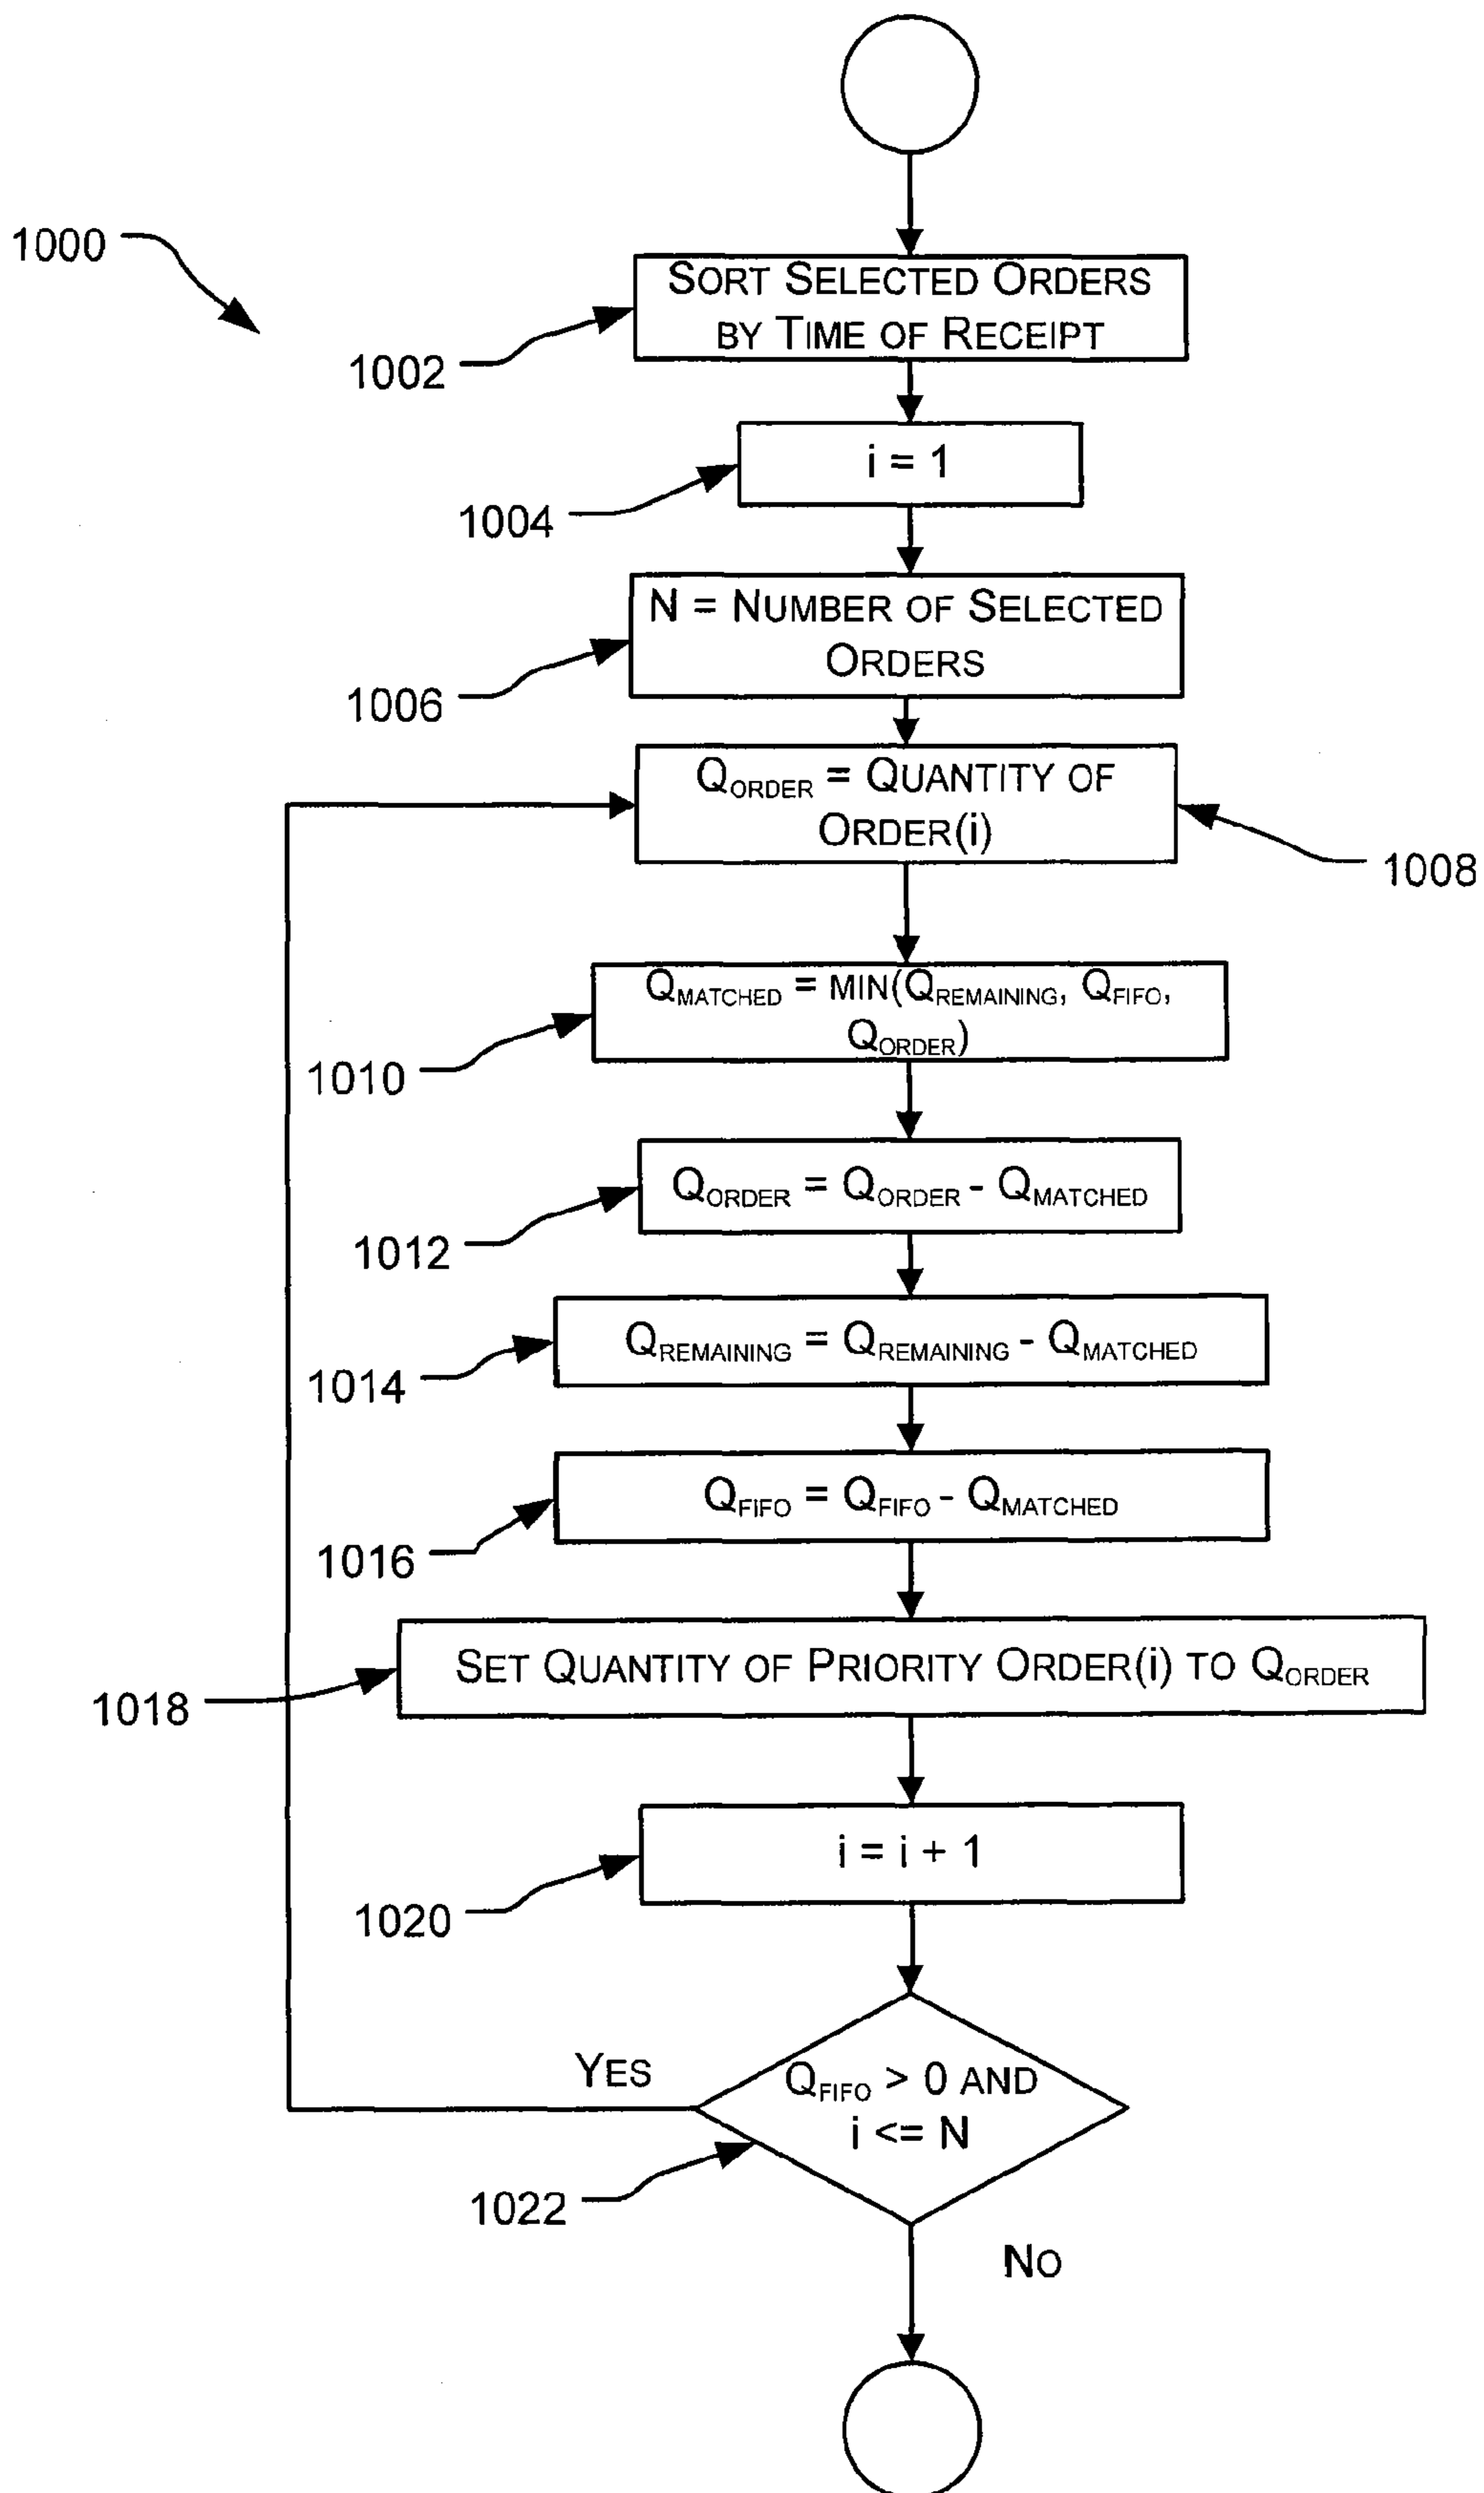 1000
SORT SELECTED ORDERS
BY TIME OF RECEIPT
1002
i = 1
1004
N = NUMBER OF SELECTED
ORDERS
1006
QORDER = QUANTITY OF
ORDER(i)
1008
QMATCHED = MIN(QREMAINING, QFIFO,
QORDER)
1010
QORDER = QORDER - QMATCHED
1012
QREMAINING = QREMAINING - QMATCHED
1014
QFIFO = QFIFO - QMATCHED
1016
SET QUANTITY OF PRIORITY ORDER(i) TO QORDER
1018
i = i + 1
1020
YES
QFIFO > 0 AND
i <= N
1022
NO